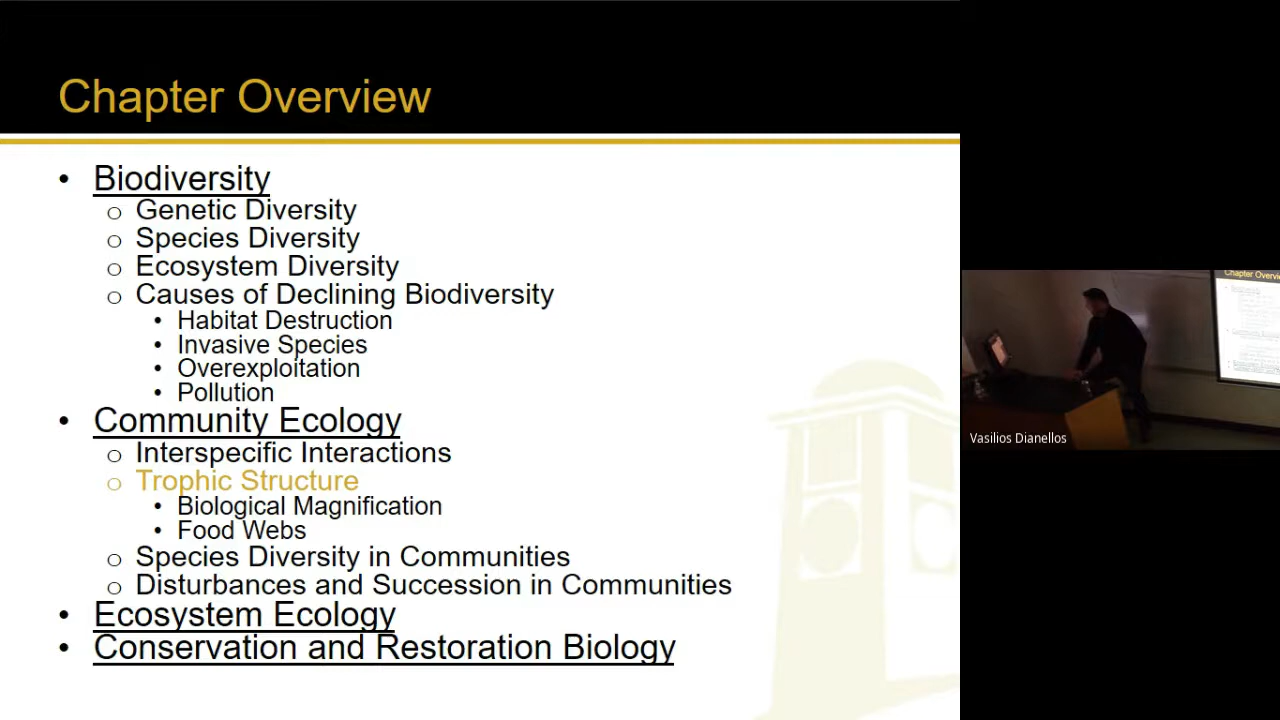 Chapter Overview
• Biodiversity
o Genetic Diversity
o Species Diversity
o Ecosystem Diversity
o Causes of Declining Biodiversity
• Habitat Destruction
• Invasive Species
• Overexploitation
• Pollution
• Community Ecology
o Interspecific Interactions
o Trophic Structure
• Biological Magnification
• Food Webs
o Species Diversity in Communities
o Disturbances and Succession in Communities
• Ecosystem Ecology
• Conservation and Restoration Biology
Chapter Overvi
Vasilios Dianellos